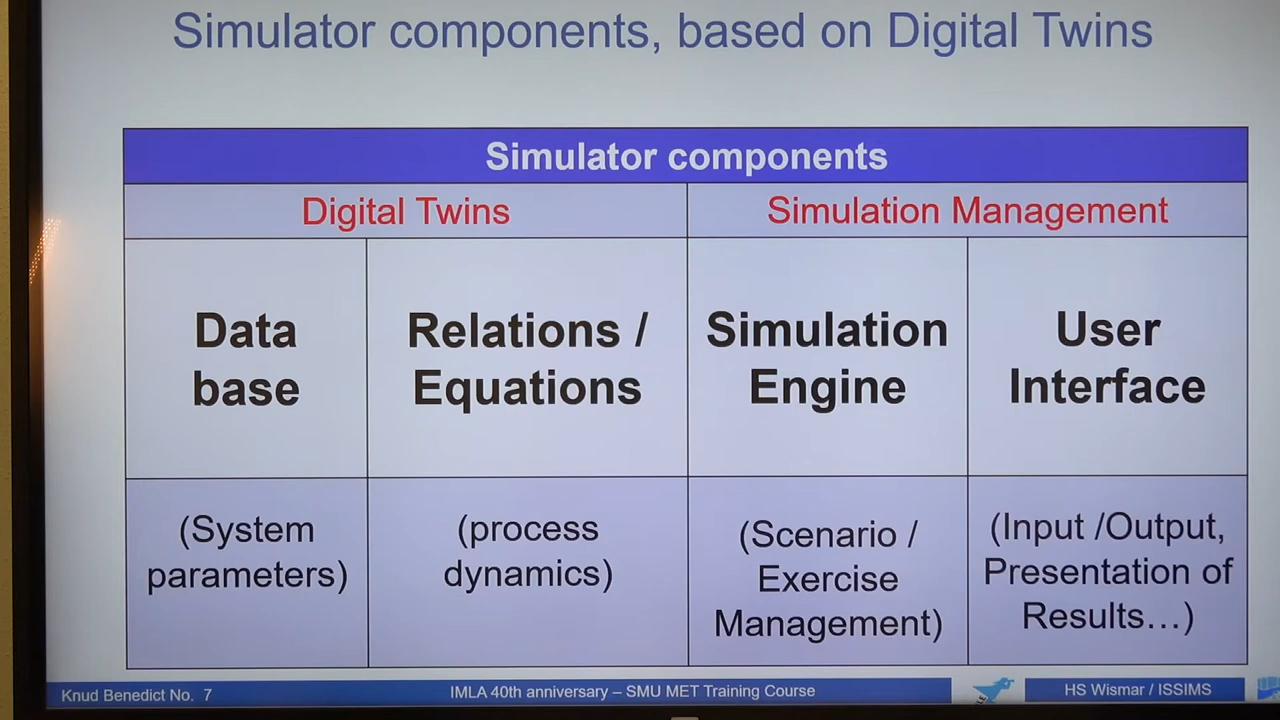 Simulator components, based on Digital Twins
Simulator components
Digital Twins
Simulation Management
Data
base
Relations /
Equations
Simulation
Engine
User
Interface
(System
parameters)
(process
dynamics)
(Scenario /
Exercise
Management)
(Input /Output,
Presentation of
Results…)
Knud Benedict No. 7
IMLA 40th anniversary – SMU MET Training Course
HS Wismar / ISSIMS